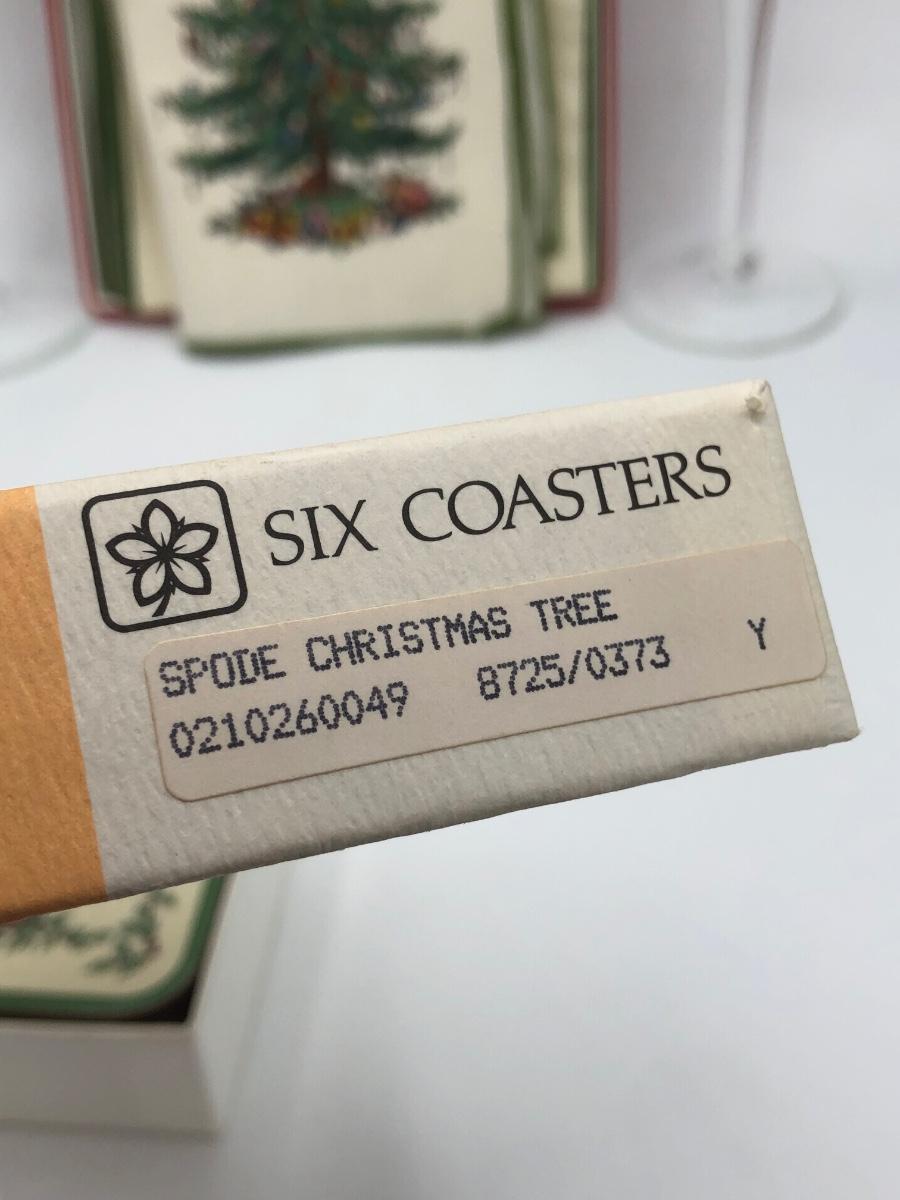 SIX COASTERS
SPODE CHRISTMAS TREE
0210260049 8725/0373 Y